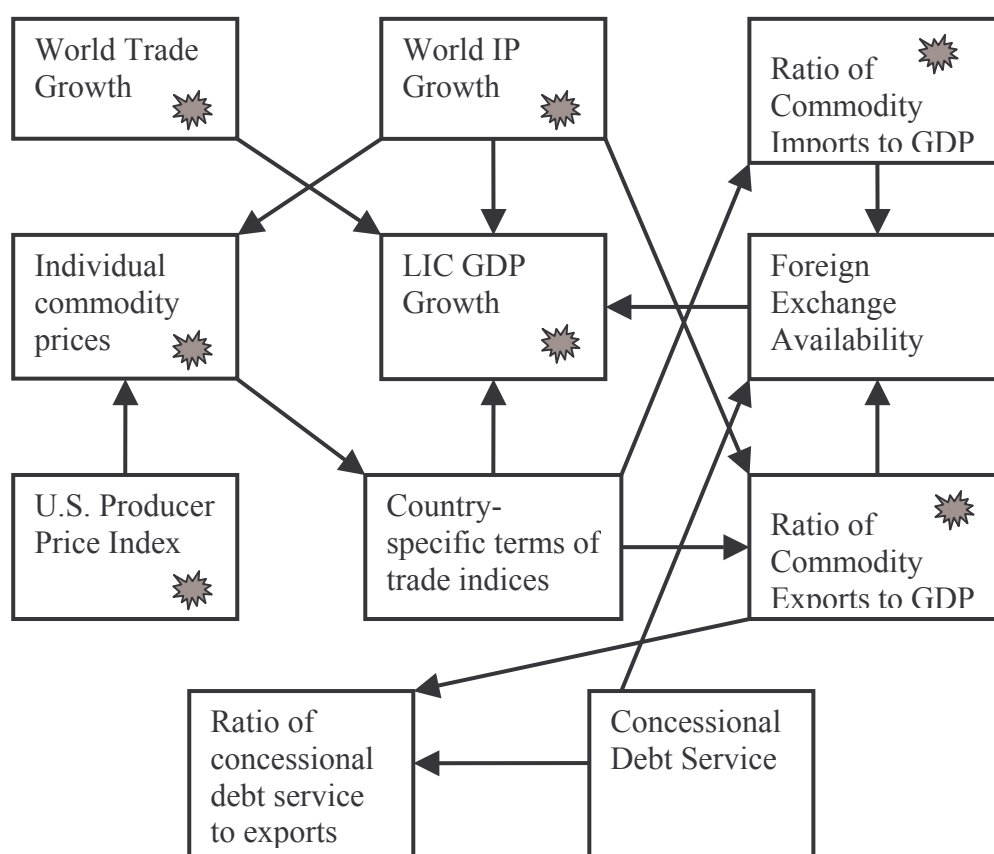 World Trade
Growth
World IP
Growth
Ratio of
Commodity
Imports to GDP
Individual
commodity
prices
LIC GDP
Growth
Foreign
Exchange
Availability
U.S. Producer
Price Index
Country-
specific terms of
trade indices
Ratio of
Commodity
Exports to GDP
Ratio of
concessional
debt service
to exports
Concessional
Debt Service